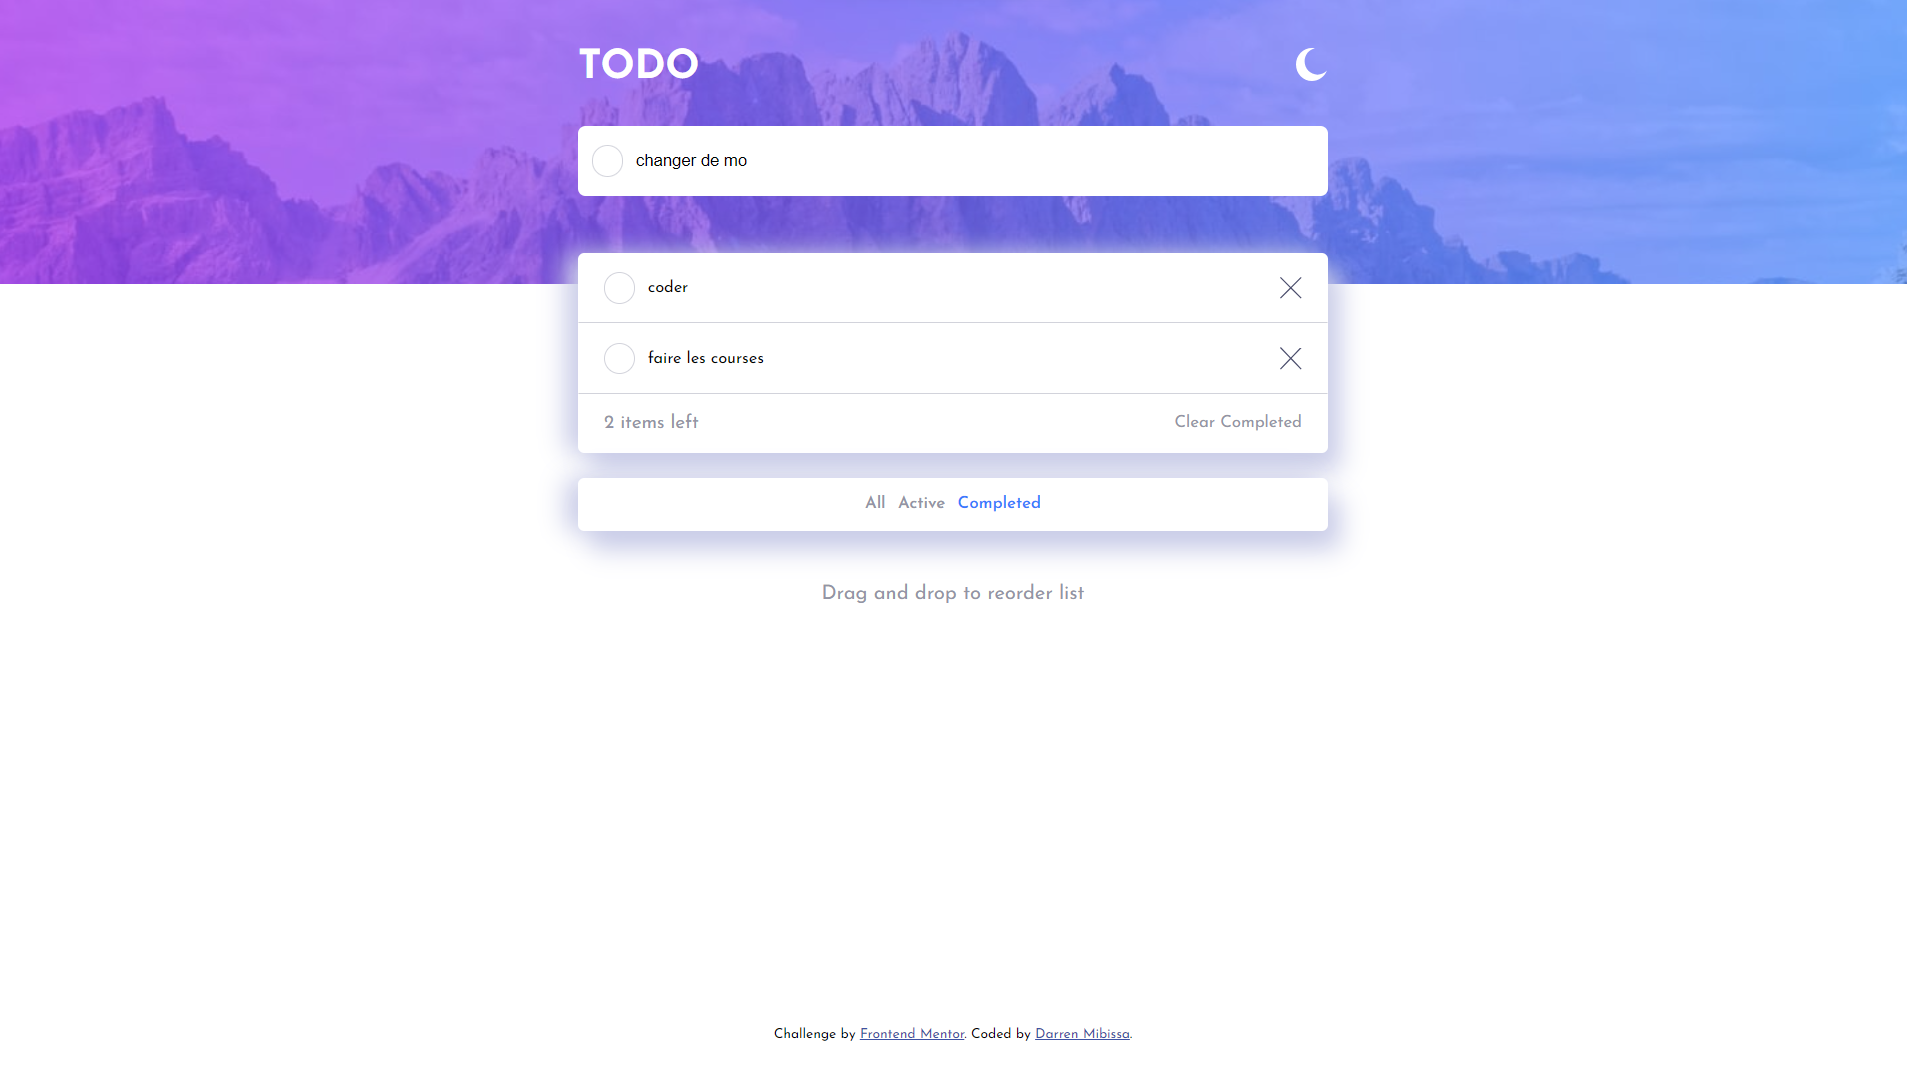 TODO
changer de mo
coder
faire les courses
2 items left
Clear Completed
All Active Completed
Drag and drop to reorder list
Challenge by Frontend Mentor. Coded by Darren Mibissa.